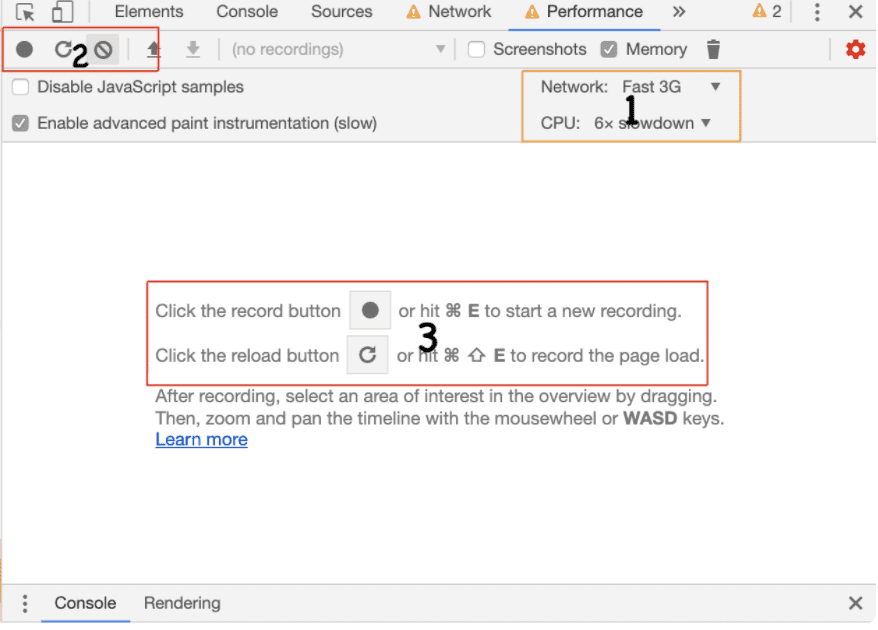 Elements Console Sources Network Performance » 2
2 (no recordings) Screenshots Memory
Disable JavaScript samples Network: Fast 3G
Enable advanced paint instrumentation (slow) CPU: 6× slowdown
1
Click the record button or hit ⌘ E to start a new recording.
3
Click the reload button or hit ⌘ ⇧ E to record the page load.
After recording, select an area of interest in the overview by dragging.
Then, zoom and pan the timeline with the mousewheel or WASD keys.
Learn more
Console Rendering